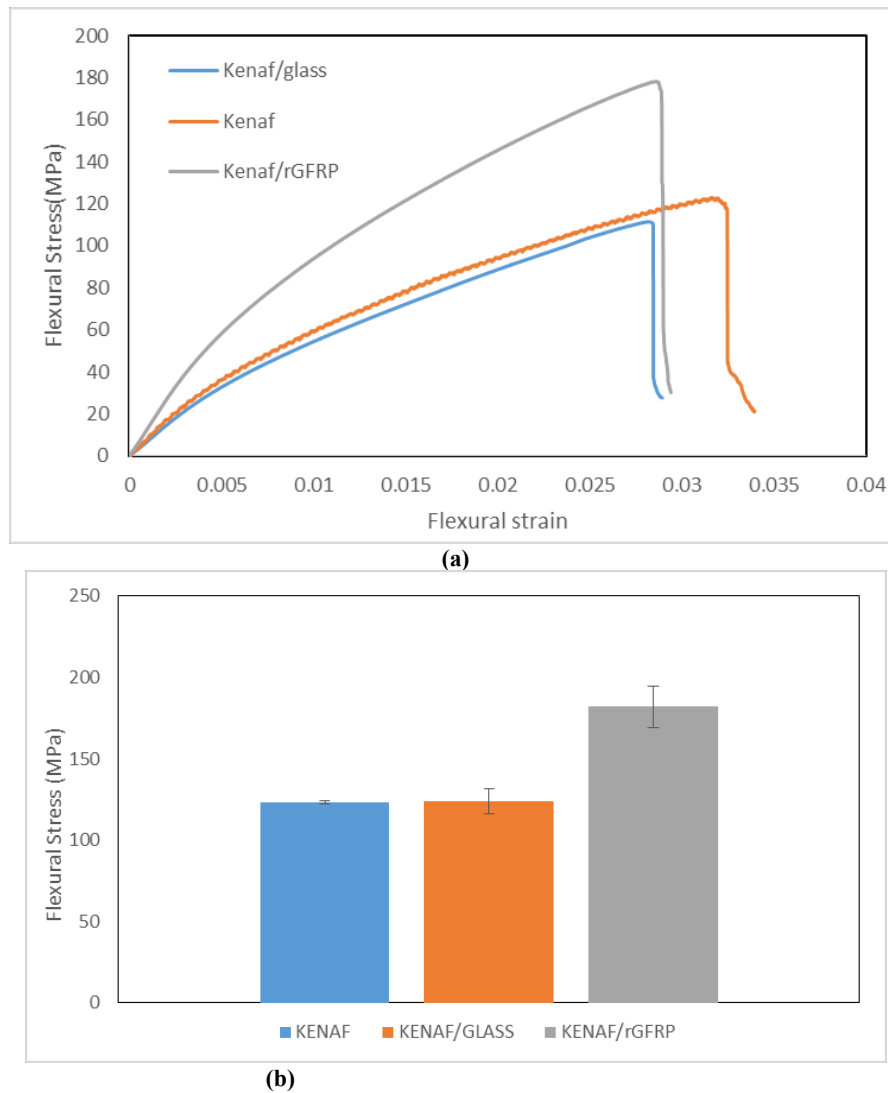 200
180
160
140
120
100
80
60
40
20
0
Flexural Stress(MPa)
Kenaf/glass
Kenaf
Kenaf/rGFRP
0 0.005 0.01 0.015 0.02 0.025 0.03 0.035 0.04
Flexural strain
(a)
250
200
150
100
50
0
Flexural Stress (MPa)
KENAF KENAF/GLASS KENAF/rGFRP
(b)